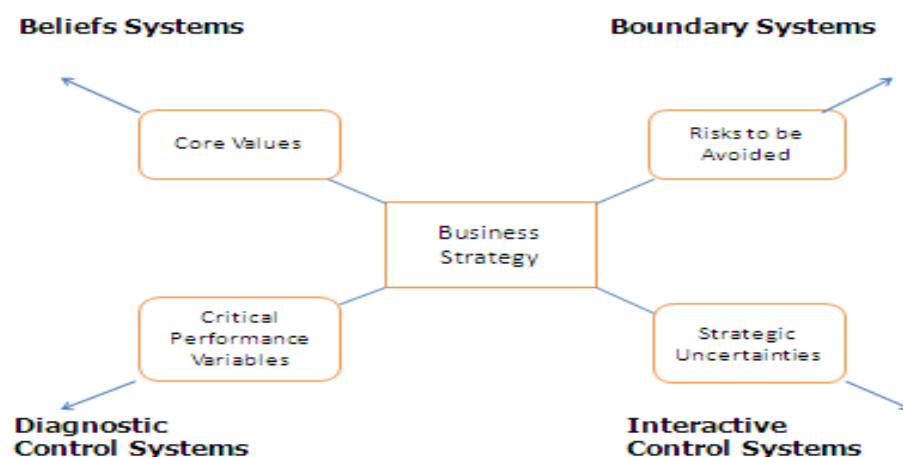 Beliefs Systems
Boundary Systems
Core Values
Risks to be
Avoided
Business
Strategy
Critical
Performance
Variables
Strategic
Uncertainties
Diagnostic
Control Systems
Interactive
Control Systems